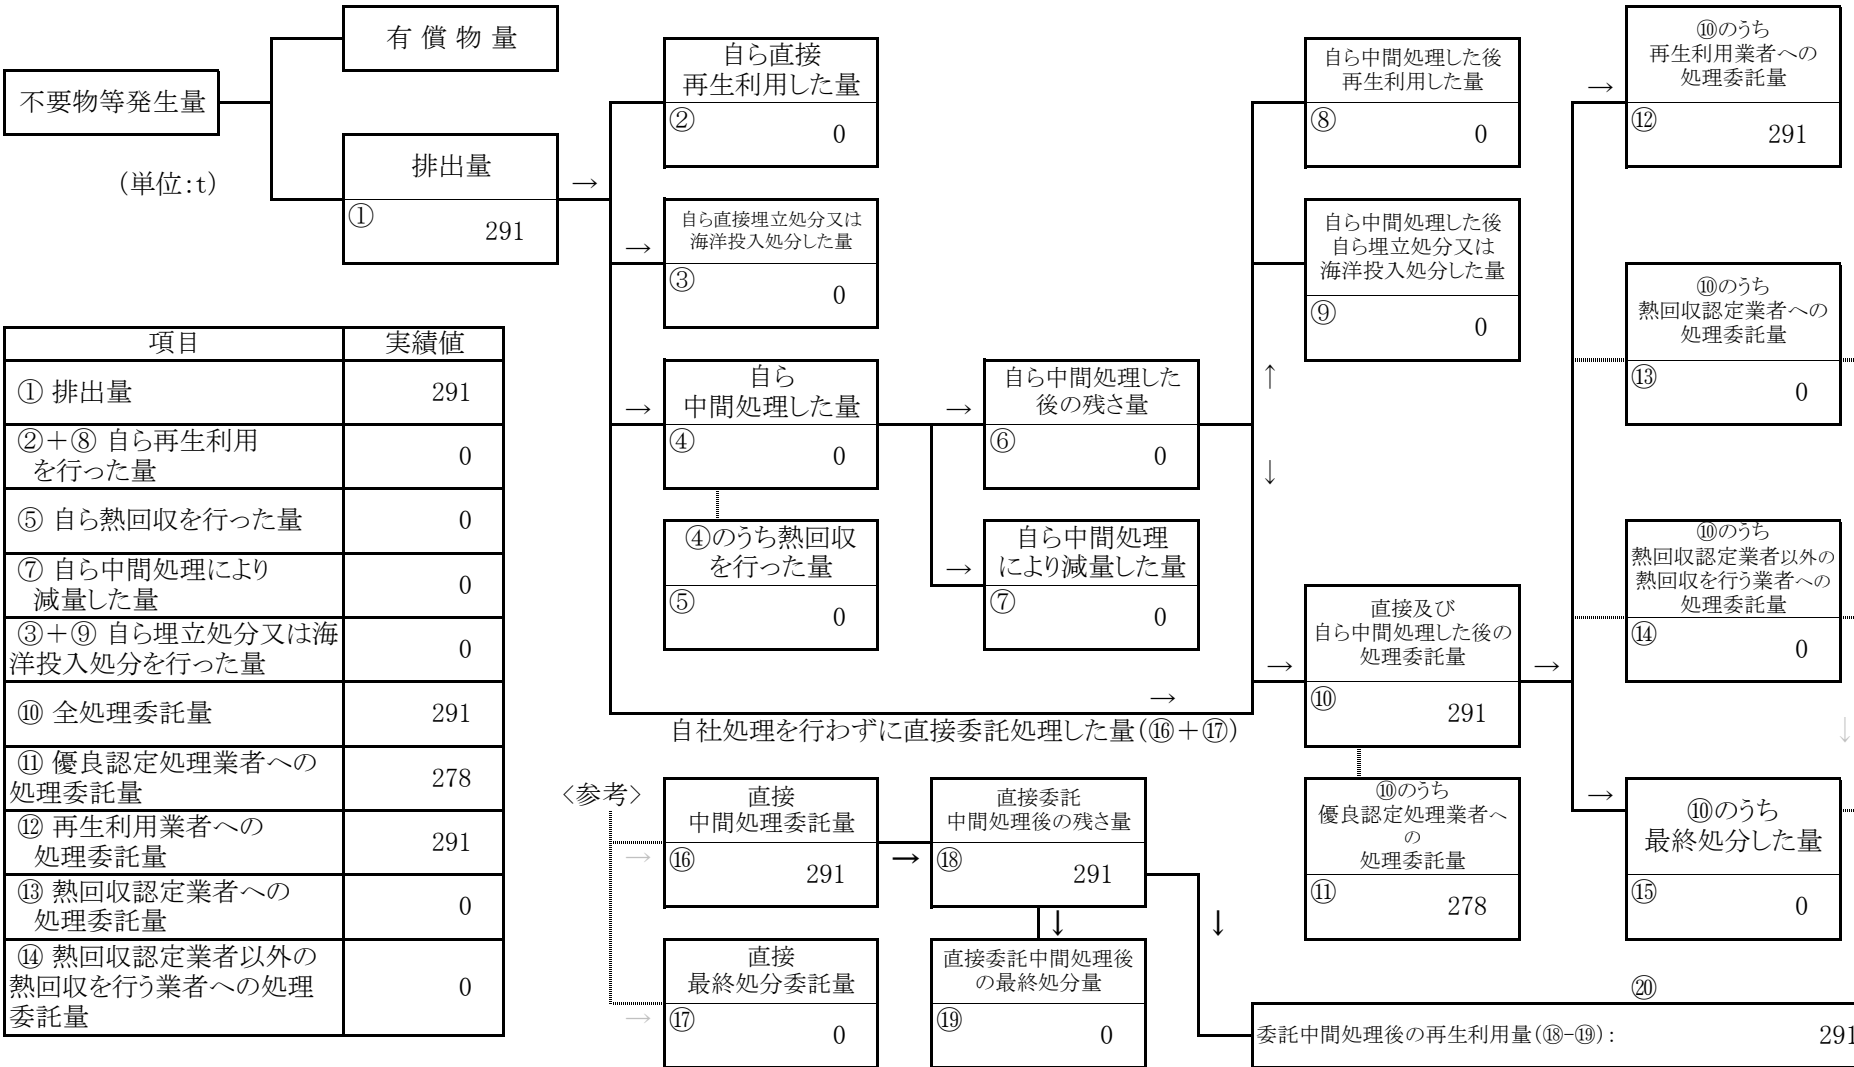 有 償 物 量
不要物等発生量
(単位:t)
排出量
①
291
→
自ら直接
再生利用した量
②
0
→
自ら直接埋立処分又は
海洋投入処分した量
③
0
→
自ら
中間処理した量
④
0
④のうち熱回収
を行った量
⑤
0
→
自ら中間処理した
後の残さ量
⑥
0
→
自ら中間処理
により減量した量
⑦
0
自ら中間処理した後
再生利用した量
⑧
0
自ら中間処理した後
自ら埋立処分又は
海洋投入処分した量
⑨
0
↑
↓
→
自社処理を行わずに直接委託処理した量(⑯+⑰)
→
直接及び
自ら中間処理した後の
処理委託量
⑩
291
→
⑩のうち
優良認定処理業者へ
の
処理委託量
⑪
278
→
⑩のうち
再生利用業者への
処理委託量
⑫
291
⑩のうち
熱回収認定業者への
処理委託量
⑬
0
⑩のうち
熱回収認定業者以外の
熱回収を行う業者への
処理委託量
⑭
0
↓
→
⑩のうち
最終処分した量
⑮
0
項目 実績値
① 排出量 291
②+⑧ 自ら再生利用
を行った量 0
⑤ 自ら熱回収を行った量 0
⑦ 自ら中間処理により
減量した量 0
③+⑨ 自ら埋立処分又は海
洋投入処分を行った量 0
⑩ 全処理委託量 291
⑪ 優良認定処理業者への
処理委託量 278
⑫ 再生利用業者への
処理委託量 291
⑬ 熱回収認定業者への
処理委託量 0
⑭ 熱回収認定業者以外の
熱回収を行う業者への処理
委託量 0
<参考>
→
直接
中間処理委託量
⑯
291
→
直接委託
中間処理後の残さ量
⑱
291
↓
↓
→
直接
最終処分委託量
⑰
0
直接委託中間処理後
の最終処分量
⑲
0
⑳
委託中間処理後の再生利用量(⑱-⑲): 291